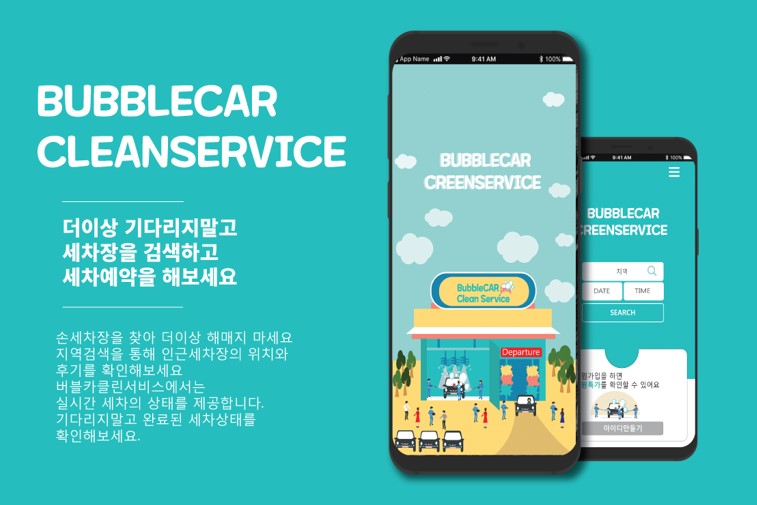 BUBBLECAR
CLEANSERVICE
더이상 기다리지말고
세차장을 검색하고
세차예약을 해보세요
손세차장을 찾아 더이상 해매지 마세요
지역검색을 통해 인근세차장의 위치와
후기를 확인해보세요
버블카클린서비스에서는
실시간 세차의 상태를 제공합니다.
기다리지말고 완료된 세차상태를
확인해보세요.
App Name 9:41 AM 100%
BUBBLECAR
CREENSERVICE
BubbleCAR
Clean Service
Departure
9:41 AM 100%
BUBBLECAR
CREENSERVICE
지역
DATE TIME
SEARCH
원가입을 하면
원특가를 확인할 수 있어요
아이디만들기